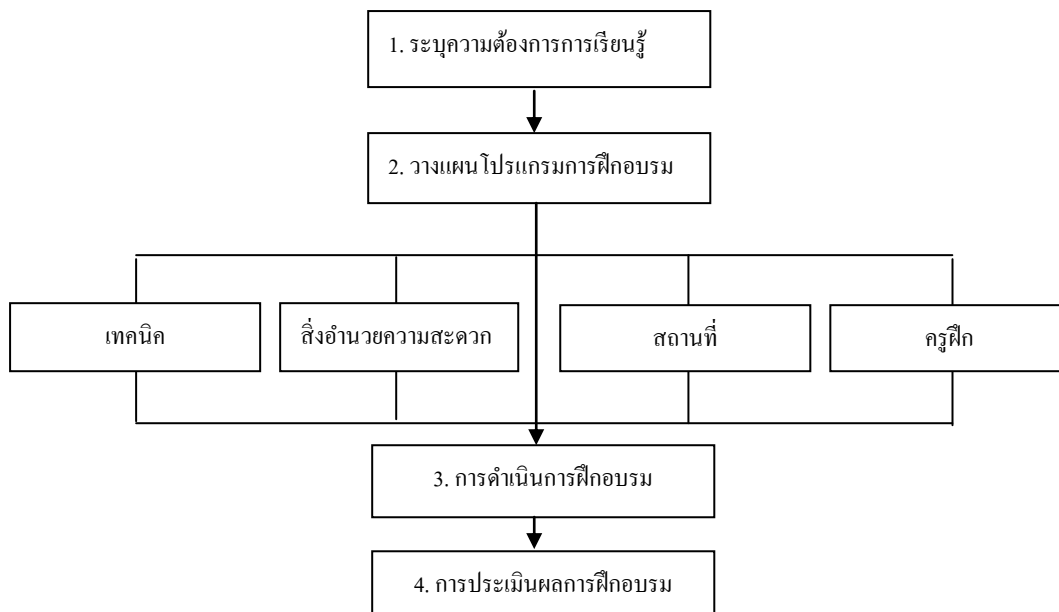 1. ระบุความต้องการการเรียนรู้
2. วางแผนโปรแกรมการฝึกอบรม
เทคนิค
สิ่งอำนวยความสะดวก
สถานที่
ครูฝึก
3. การดำเนินการฝึกอบรม
4. การประเมินผลการฝึกอบรม